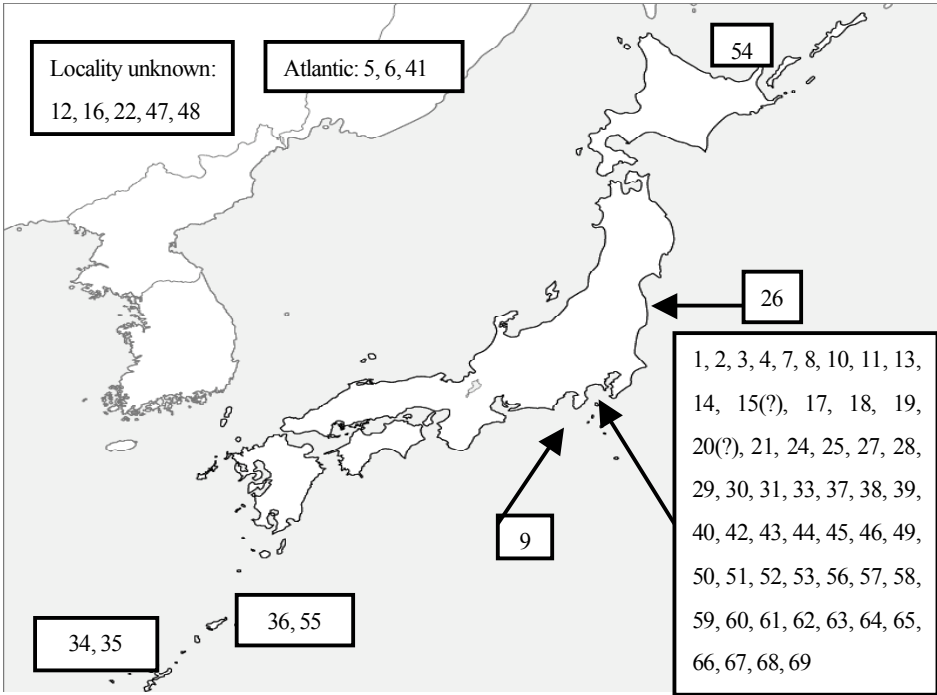 Locality unknown:
12, 16, 22, 47, 48
Atlantic: 5, 6, 41
54
26
1, 2, 3, 4, 7, 8, 10, 11, 13,
14, 15(?), 17, 18, 19,
20(?), 21, 24, 25, 27, 28,
29, 30, 31, 33, 37, 38, 39,
40, 42, 43, 44, 45, 46, 49,
50, 51, 52, 53, 56, 57, 58,
59, 60, 61, 62, 63, 64, 65,
66, 67, 68, 69
9
36, 55
34, 35